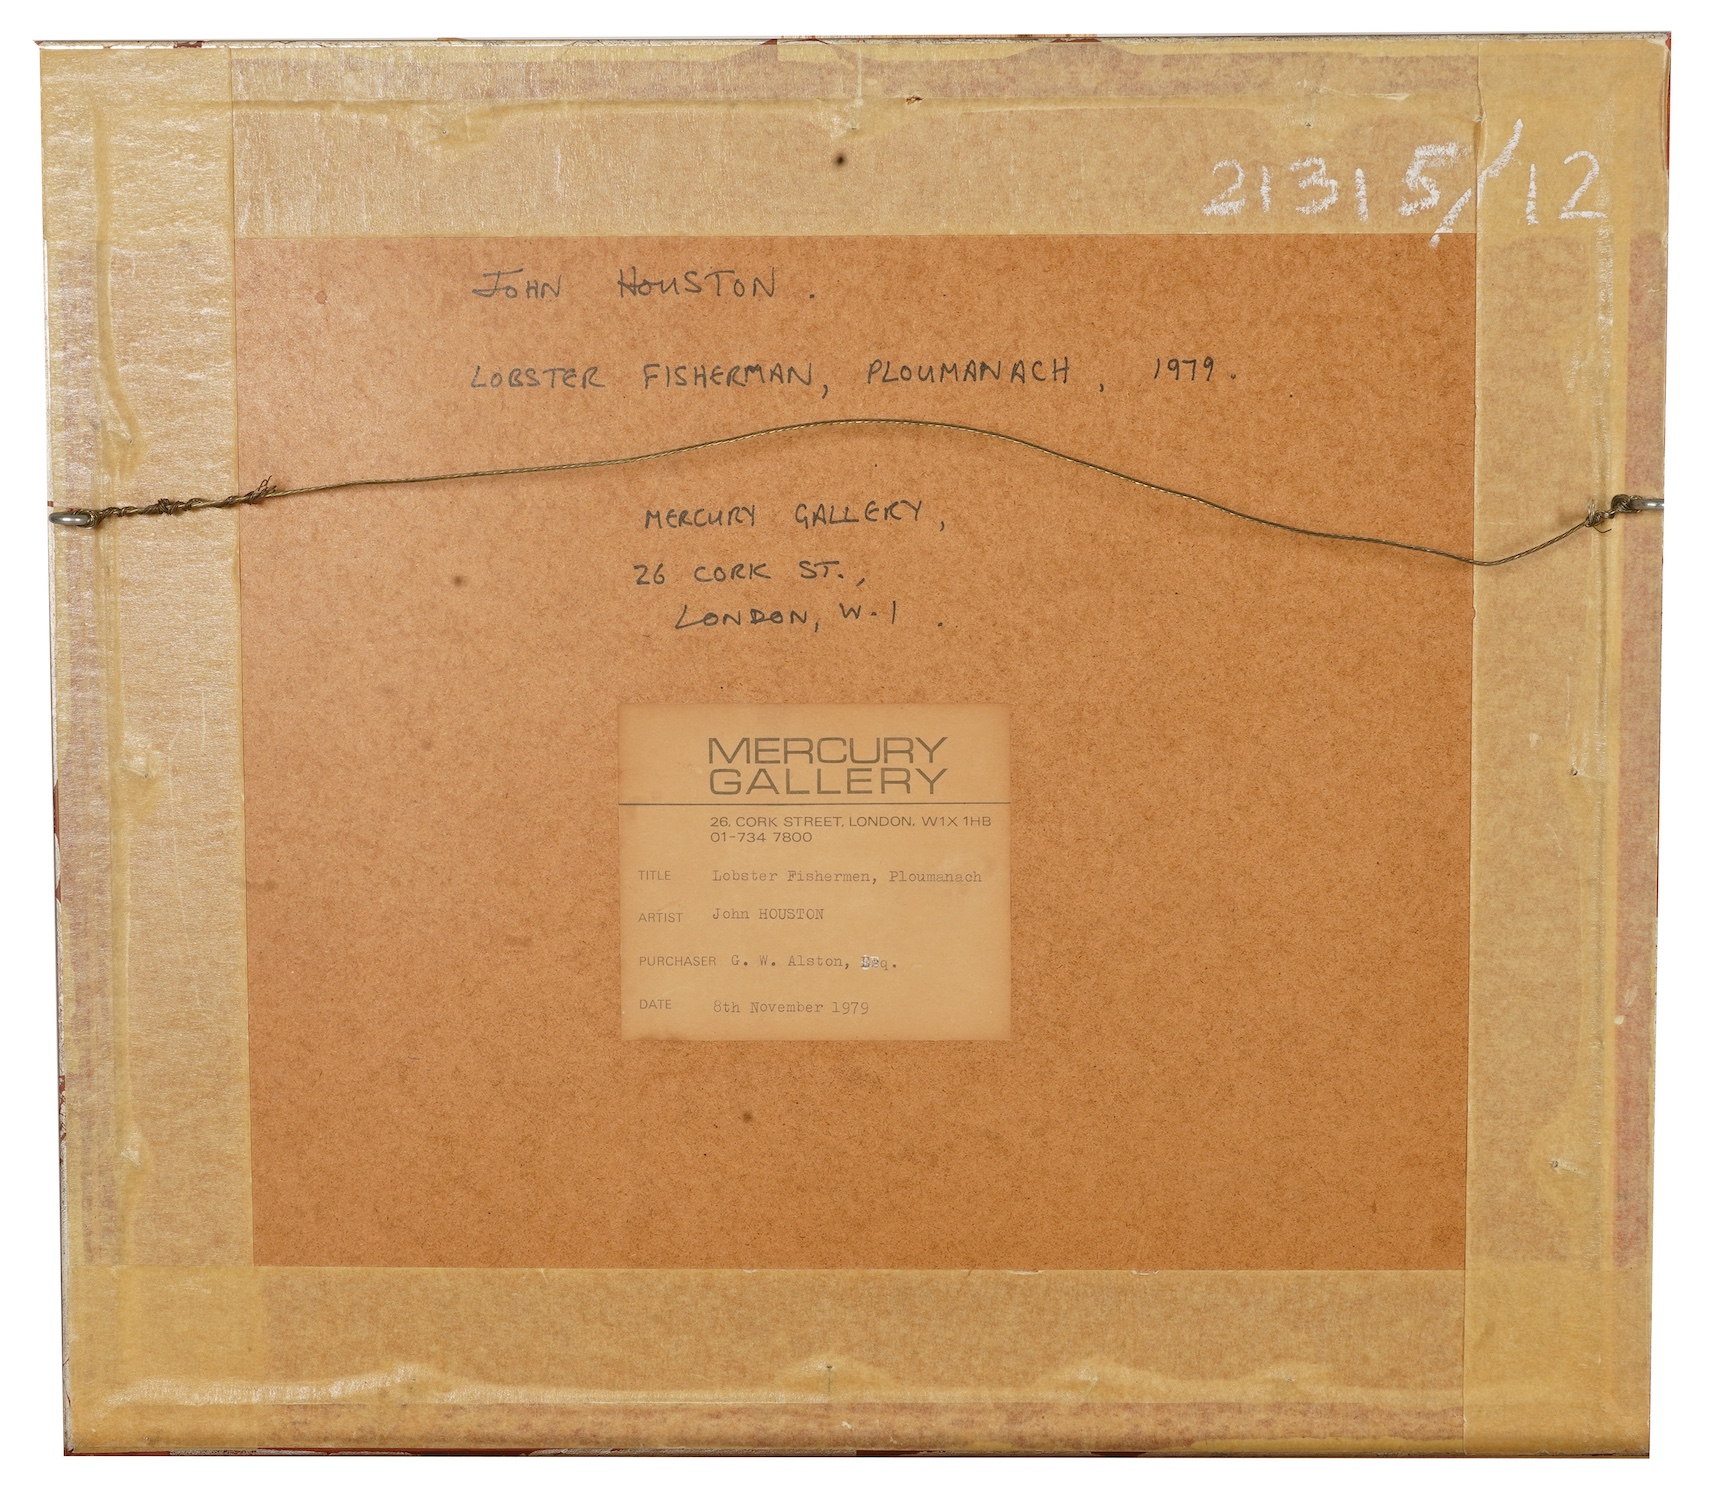 21315/12
JOHN HOUSTON.
LOBSTER FISHERMAN, PLOUMANACH, 1979.
MERCURY GALLERY,
26 CORK ST.,
LONDON, W.1.
MERCURY
GALLERY
26, CORK STREET, LONDON, W1X 1HB
01-734 7800
TITLE Lobster Fishermen, Ploumanach
ARTIST John HOUSTON
PURCHASER G. W. Alston, Esq.
DATE 8th November 1979